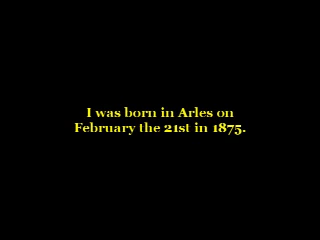 I was born in Arles on
February the 21st in 1875.